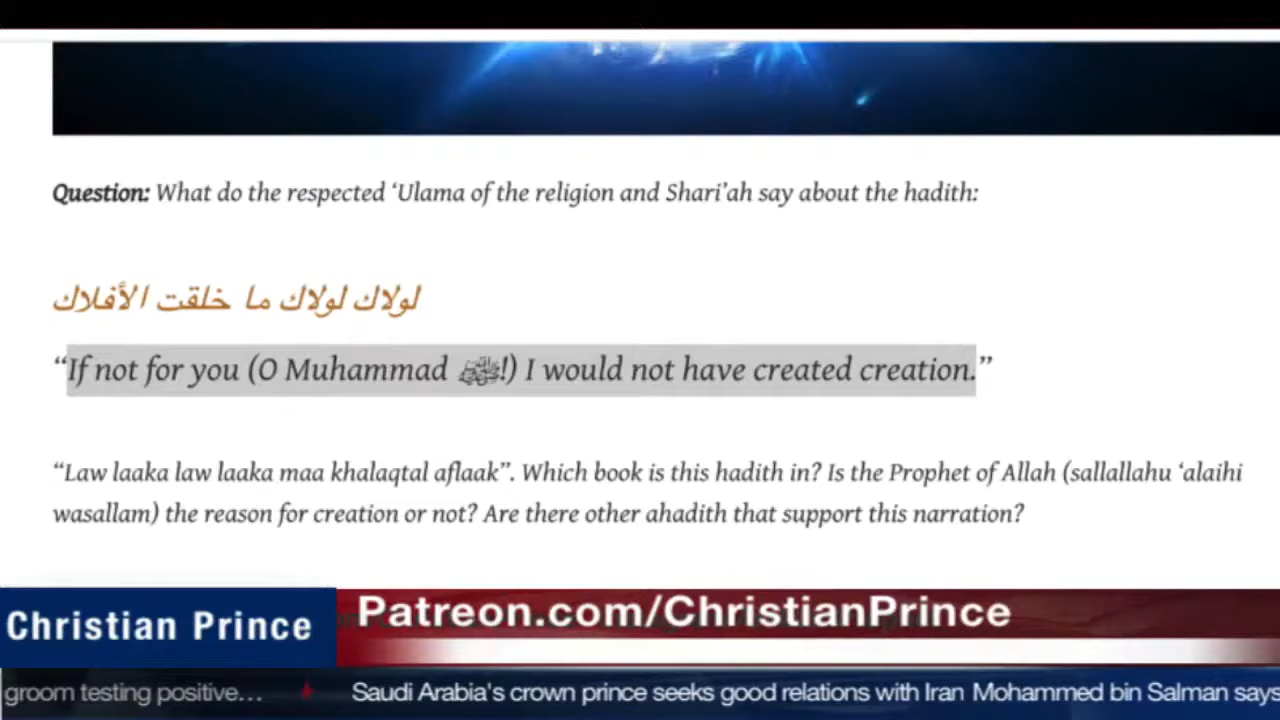 Question: What do the respected ‘Ulama of the religion and Shari’ah say about the hadith:
لولاك لولاك ما خلقت الأفلاك
“If not for you (O Muhammad ﷺ!) I would not have created creation.”
“Law laaka law laaka maa khalaqtal aflaak”. Which book is this hadith in? Is the Prophet of Allah (sallallahu ‘alaihi
wasallam) the reason for creation or not? Are there other ahadith that support this narration?
Christian Prince
Patreon.com/ChristianPrince
groom testing positive… Saudi Arabia's crown prince seeks good relations with Iran Mohammed bin Salman says